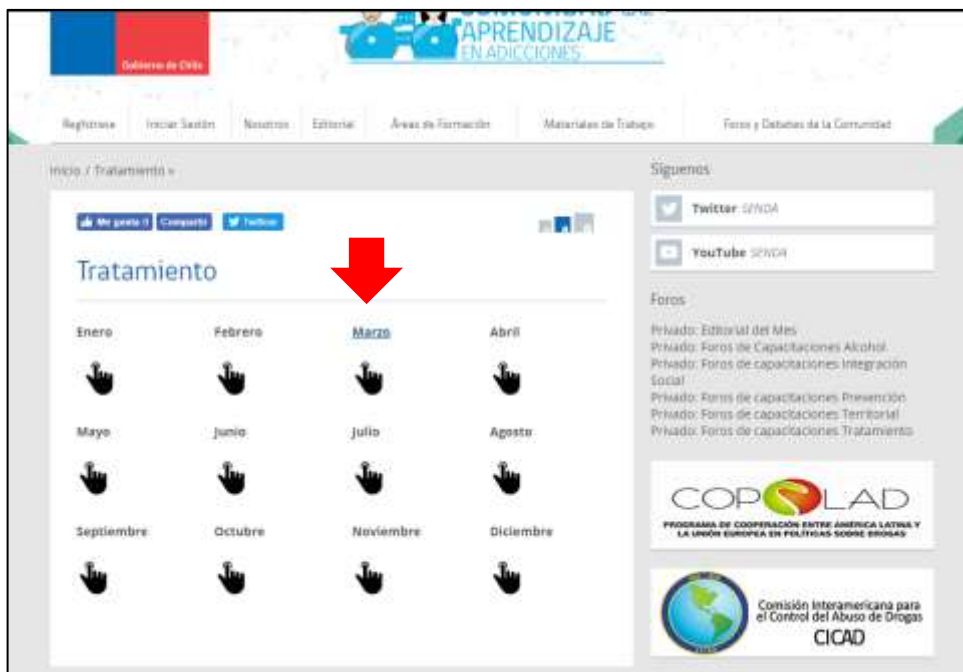 COMUNIDAD DE
APRENDIZAJE
EN ADICCIONES
Gobierno de Chile
Regístrese Iniciar Sesión Nosotros Editorial Áreas de Formación Materiales de Trabajo Foros y Debates de la Comunidad
Inicio / Tratamiento »
Me gusta 0 Compartir Twittear
Tratamiento
Enero Febrero Marzo Abril
Mayo Junio Julio Agosto
Septiembre Octubre Noviembre Diciembre
Síguenos
Twitter SENDA
YouTube SENDA
Foros
Privado: Editorial del Mes
Privado: Foros de Capacitaciones Alcohol
Privado: Foros de capacitaciones Integración
Social
Privado: Foros de capacitaciones Prevención
Privado: Foros de capacitaciones Territorial
Privado: Foros de capacitaciones Tratamiento
COPOLAD
PROGRAMA DE COOPERACIÓN ENTRE AMÉRICA LATINA Y
LA UNIÓN EUROPEA EN POLÍTICAS SOBRE DROGAS
Comisión Interamericana para
el Control del Abuso de Drogas
CICAD